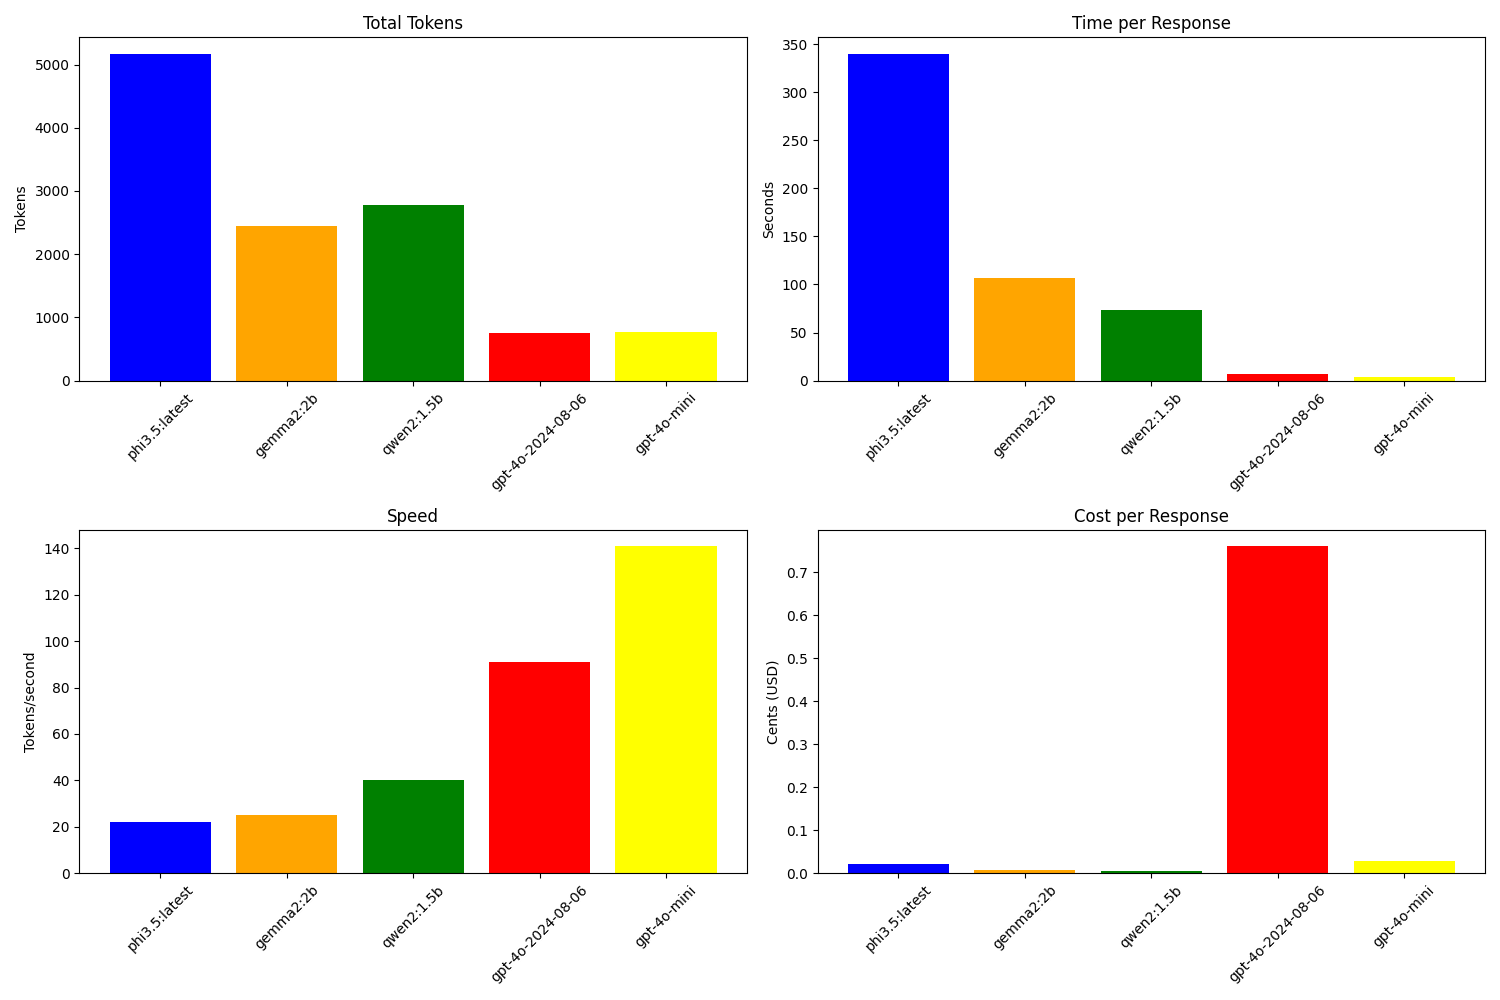 Total Tokens
Tokens
5000
4000
3000
2000
1000
0
phi3.5:latest
gemma2:2b
qwen2:1.5b
gpt-4o-2024-08-06
gpt-4o-mini
Time per Response
Seconds
350
300
250
200
150
100
50
0
phi3.5:latest
gemma2:2b
qwen2:1.5b
gpt-4o-2024-08-06
gpt-4o-mini
Speed
Tokens/second
140
120
100
80
60
40
20
0
phi3.5:latest
gemma2:2b
qwen2:1.5b
gpt-4o-2024-08-06
gpt-4o-mini
Cost per Response
Cents (USD)
0.7
0.6
0.5
0.4
0.3
0.2
0.1
0.0
phi3.5:latest
gemma2:2b
qwen2:1.5b
gpt-4o-2024-08-06
gpt-4o-mini